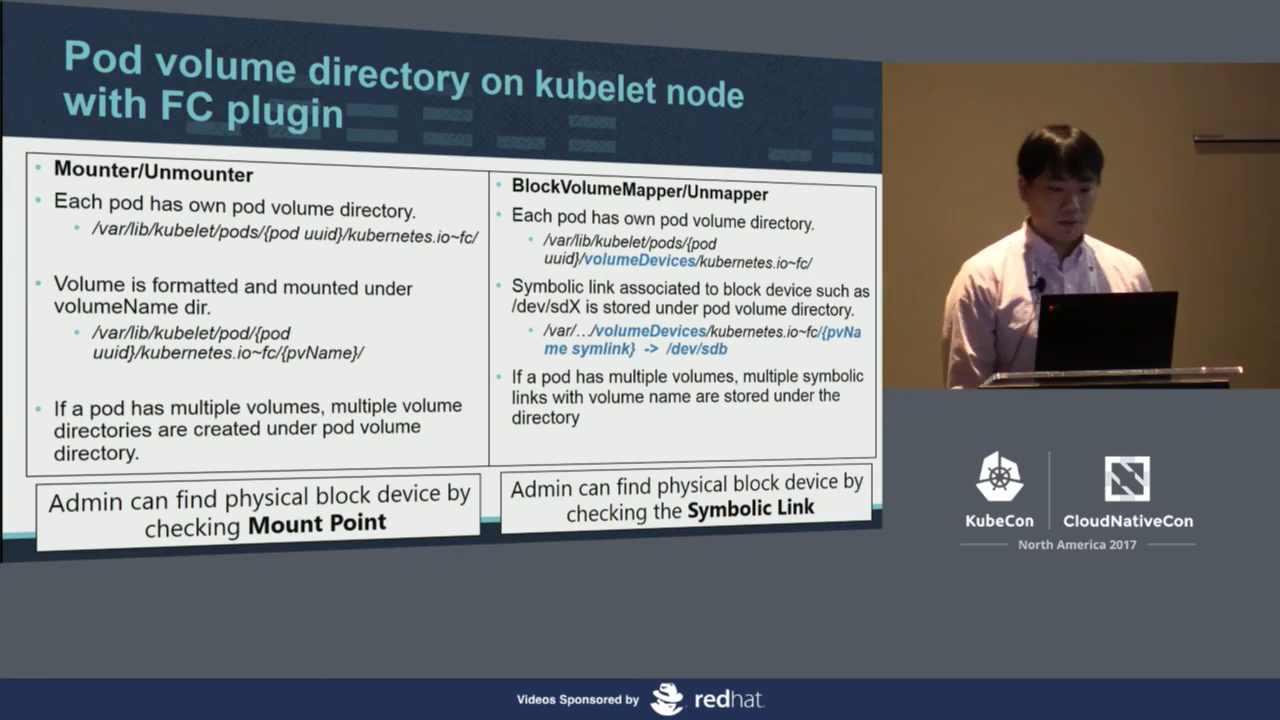 Pod volume directory on kubelet node
with FC plugin
Mounter/Unmounter
Each pod has own pod volume directory.
/var/lib/kubelet/pods/{pod uuid}/kubernetes.io~fc/
Volume is formatted and mounted under
volumeName dir.
/var/lib/kubelet/pod/{pod
uuid}/kubernetes.io~fc/{pvName}/
If a pod has multiple volumes, multiple volume
directories are created under pod volume
directory.
Admin can find physical block device by
checking Mount Point
BlockVolumeMapper/Unmapper
Each pod has own pod volume directory.
/var/lib/kubelet/pods/{pod
uuid}/volumeDevices/kubernetes.io~fc/
Symbolic link associated to block device such as
/dev/sdX is stored under pod volume directory.
/var/…/volumeDevices/kubernetes.io~fc/{pvNa
me symlink} -> /dev/sdb
If a pod has multiple volumes, multiple symbolic
links with volume name are stored under the
directory
Admin can find physical block device by
checking the Symbolic Link
KubeCon
CloudNativeCon
North America 2017
Videos Sponsored by
redhat.